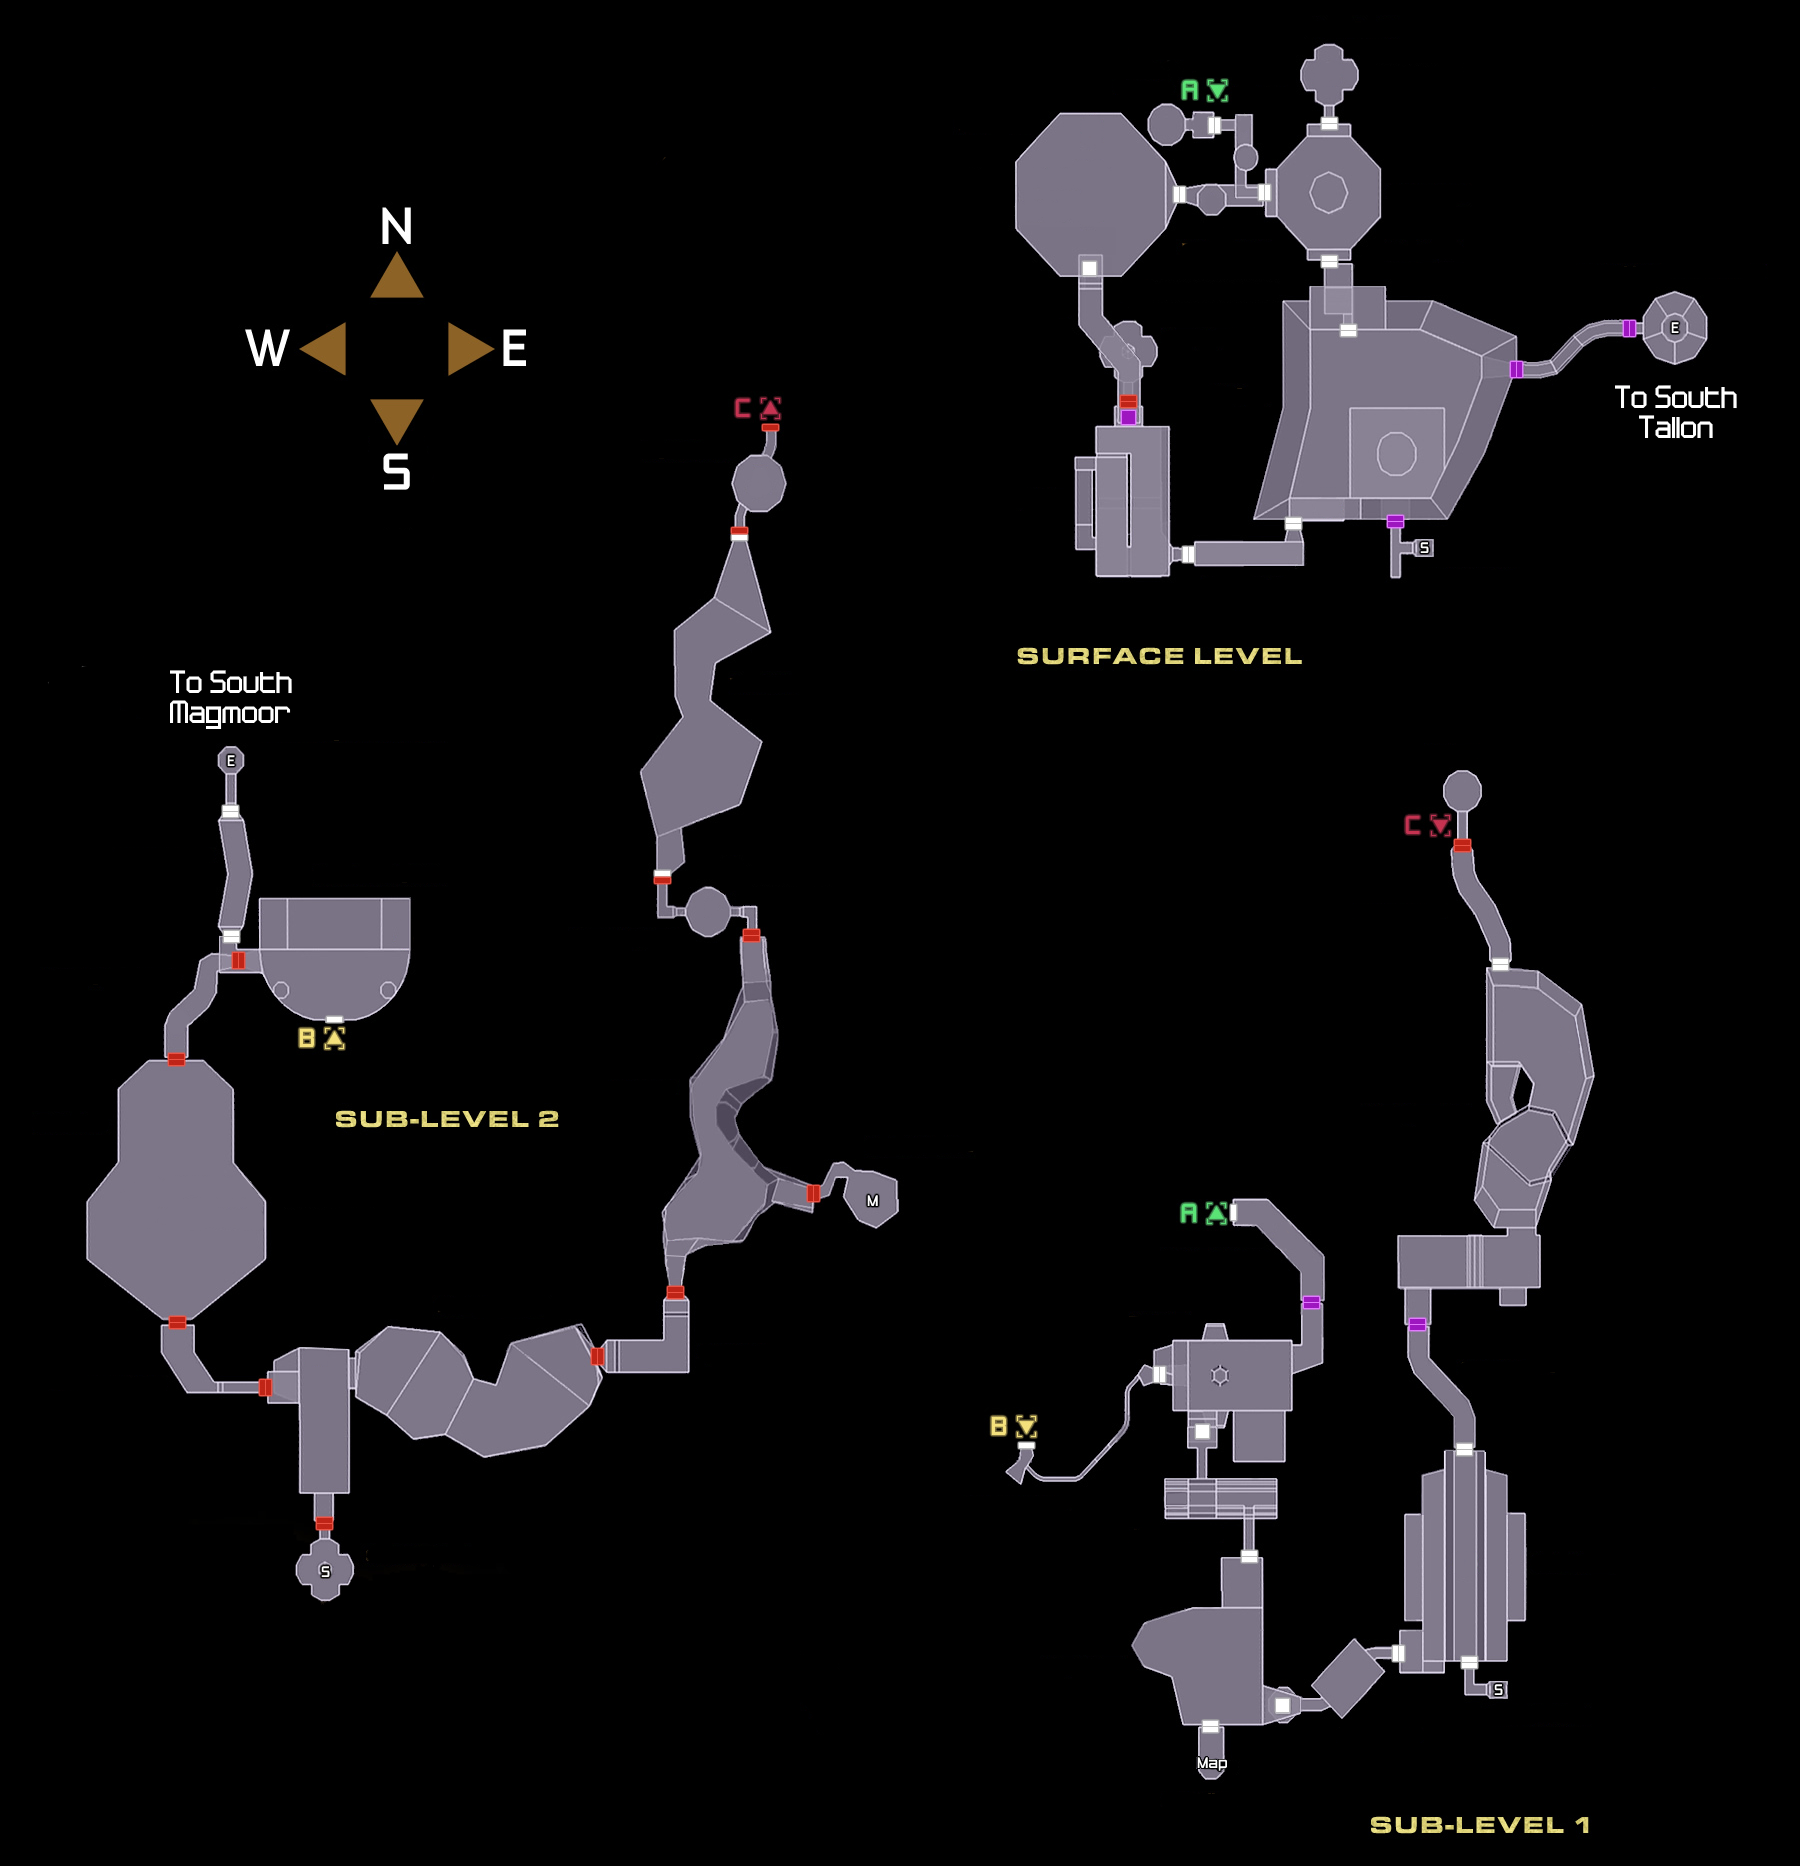 A
N
W
E
S
E
To South
Tallon
C
S
SURFACE LEVEL
To South
Magmoor
E
C
B
SUB-LEVEL 2
M
A
B
S
S
Map
SUB-LEVEL 1